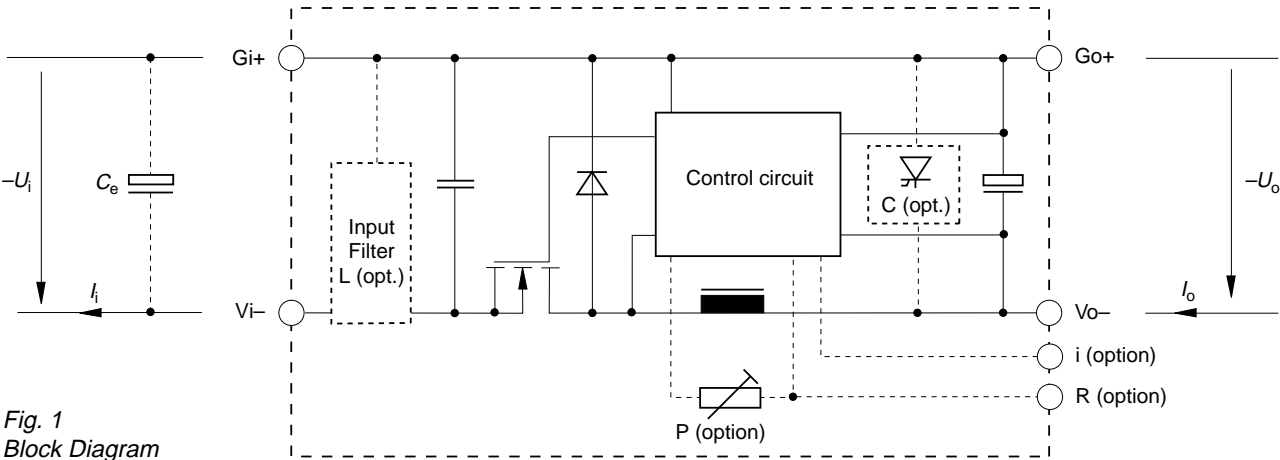 Gi+
Go+
–Ui
Ce
Input
Filter
L (opt.)
Control circuit
C (opt.)
–Uo
Ii
Vi–
Io
Vo–
i (option)
R (option)
P (option)
Fig. 1
Block Diagram